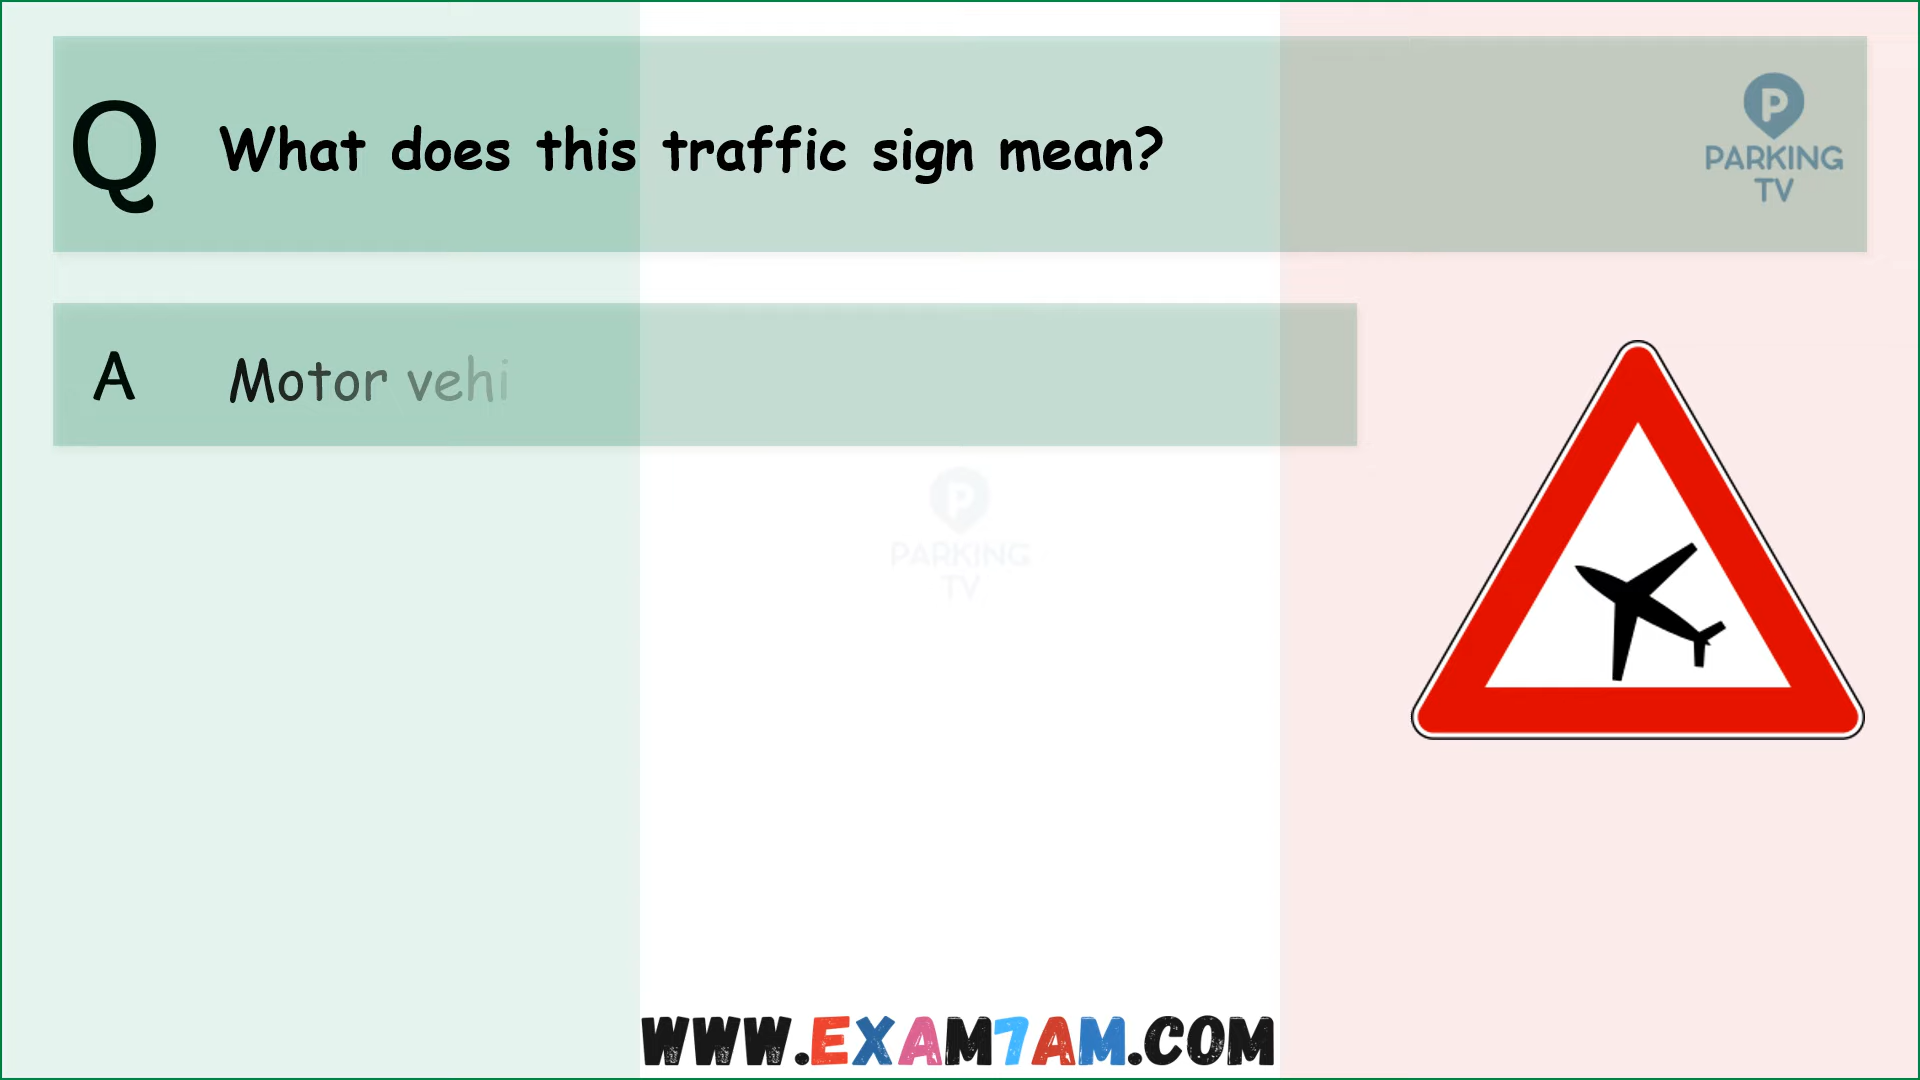 Q What does this traffic sign mean?
P
PARKING
TV
A Motor vehi
P
PARKING
TV
WWW.EXAM7AM.COM